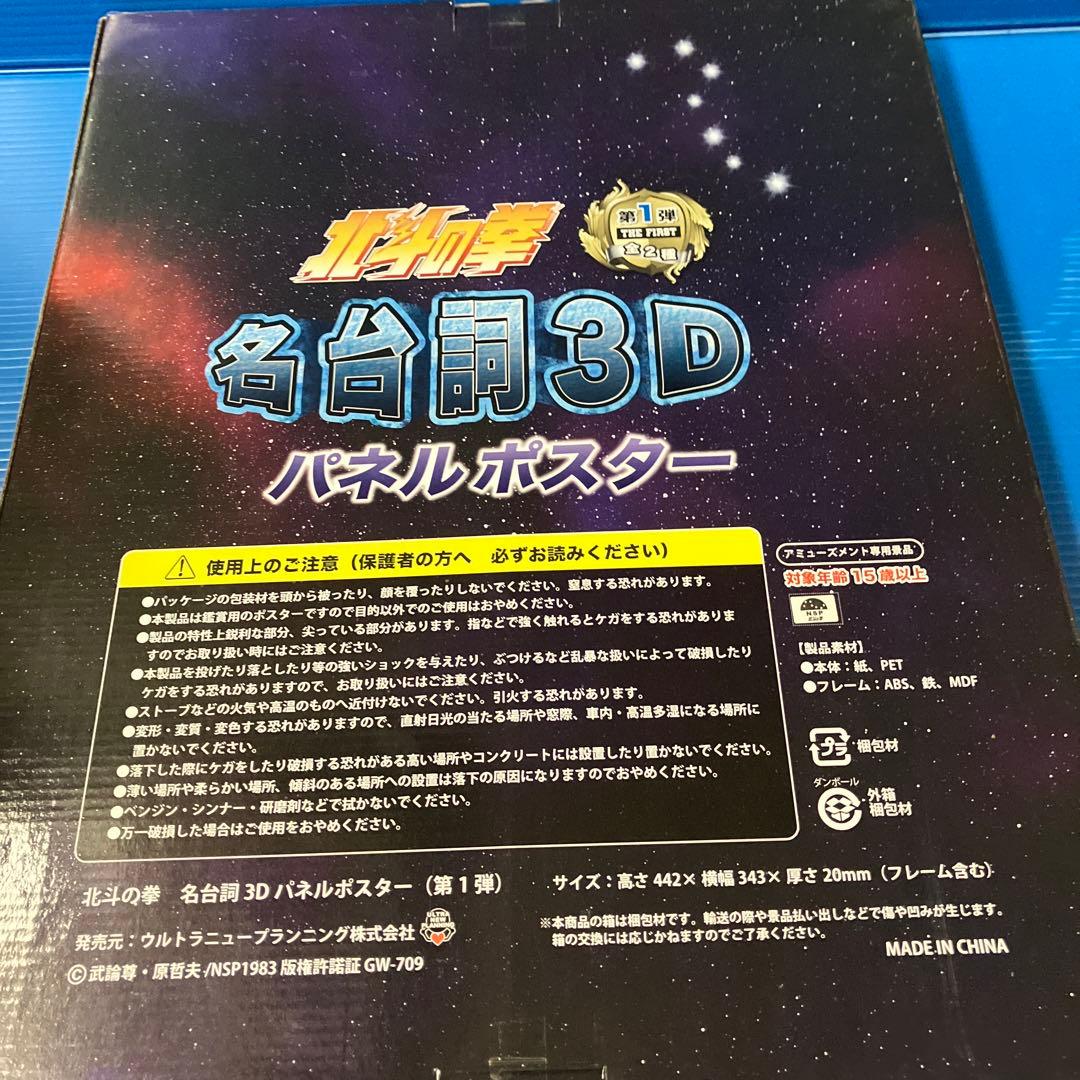 北斗の拳
第1弾
THE FIRST
全2種
名台詞3D
パネルポスター
使用上のご注意（保護者の方へ　必ずお読みください）
●パッケージの包装材を頭から被ったり、顔を覆ったりしないでください。窒息する恐れがあります。
●本製品は鑑賞用のポスターですので目的以外でのご使用はおやめください。
●製品の特性上鋭利な部分、尖っている部分があります。指などで強く触れるとケガをする恐れがありま
すのでお取り扱い時にはご注意ください。
●本製品を投げたり落としたり等の強いショックを与えたり、ぶつけるなど乱暴な扱いによって破損したり
ケガをする恐れがありますので、お取り扱いにはご注意ください。
●ストーブなどの火気や高温のものへ近付けないでください。引火する恐れがあります。
●変形・変質・変色する恐れがありますので、直射日光の当たる場所や窓際、車内・高温多湿になる場所に
置かないでください。
●落下した際にケガをしたり破損する恐れがある高い場所やコンクリートには設置したり置かないでください。
●薄い場所や柔らかい場所、傾斜のある場所への設置は落下の原因になりますのでおやめください。
●ベンジン・シンナー・研磨剤などで拭かないでください。
●万一破損した場合はご使用をおやめください。
アミューズメント専用景品
対象年齢15歳以上
NSP
【製品素材】
●本体：紙、PET
●フレーム：ABS、鉄、MDF
プラ 梱包材
ダンボール
外箱
梱包材
北斗の拳　名台詞3Dパネルポスター（第1弾）
サイズ：高さ442×横幅343×厚さ20mm（フレーム含む）
発売元：ウルトラニュープランニング株式会社
ULTRA
NEW
PLANNING
※本商品の箱は梱包材です。輸送の際や景品払い出しなどで傷や凹みが生じます。
箱の交換には応じかねますのでご了承ください。
©武論尊・原哲夫/NSP1983 版権許諾証GW-709
MADE IN CHINA